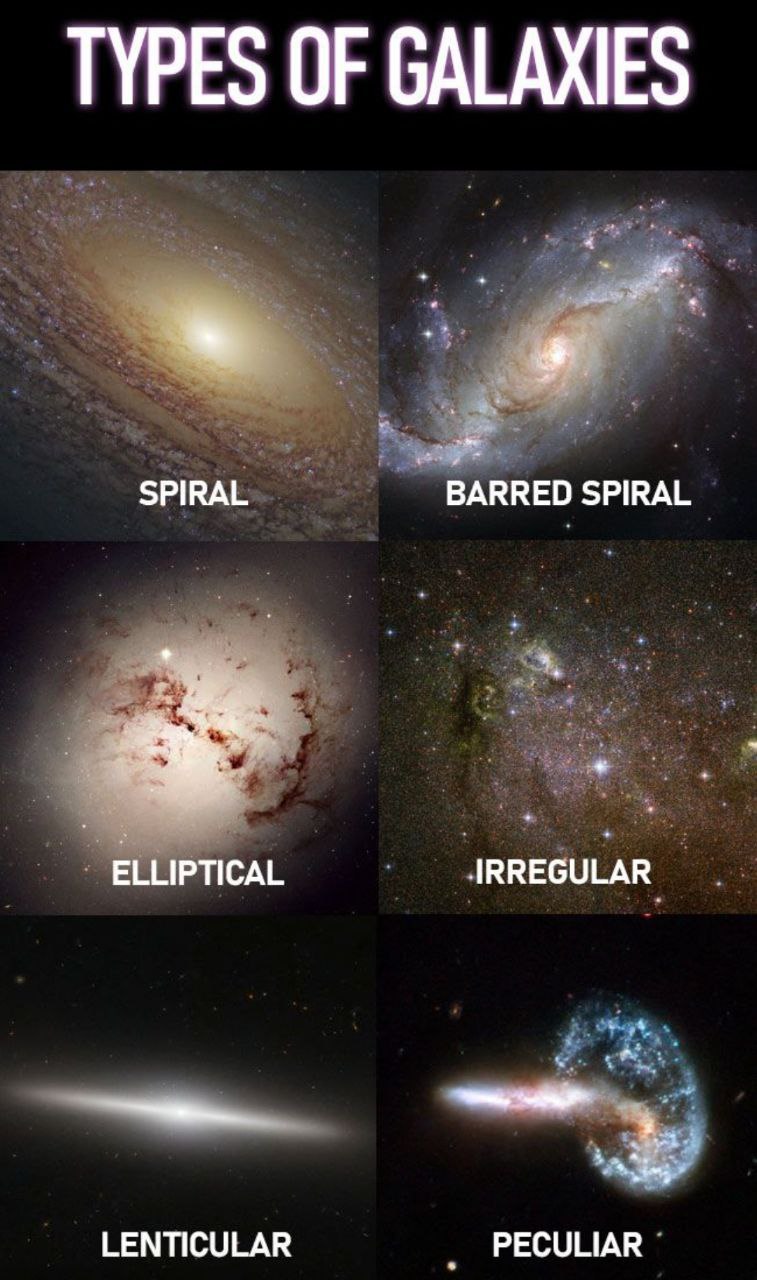 TYPES OF GALAXIES
SPIRAL
BARRED SPIRAL
ELLIPTICAL
IRREGULAR
LENTICULAR
PECULIAR